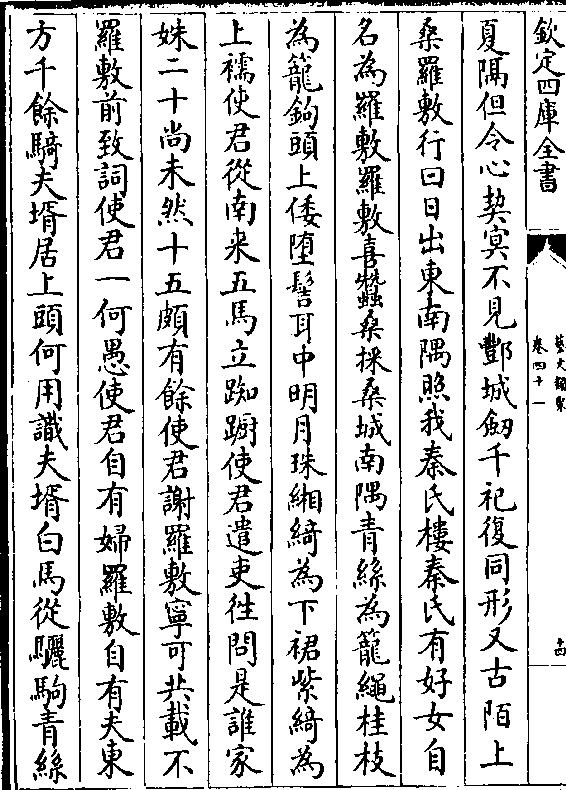 欽定四庫全書
藝文類聚
卷四十一
十四
夏隅但令心契冥不見酆城劒千祀復同形又古陌上
桑羅敷行曰日出東南隅照我秦氏樓秦氏有好女自
名為羅敷羅敷喜蠶桑採桑城南隅青絲為籠繩桂枝
為籠鉤頭上倭墮髻耳中明月珠緗綺為下裙紫綺為
上襦使君從南来五馬立踟蹰使君遣吏往問是誰家
姝二十尚未然十五頗有餘使君謝羅敷寧可共載不
羅敷前致詞使君一何愚使君自有婦羅敷自有夫東
方千餘騎夫壻居上頭何用識夫壻白馬從驪駒青絲